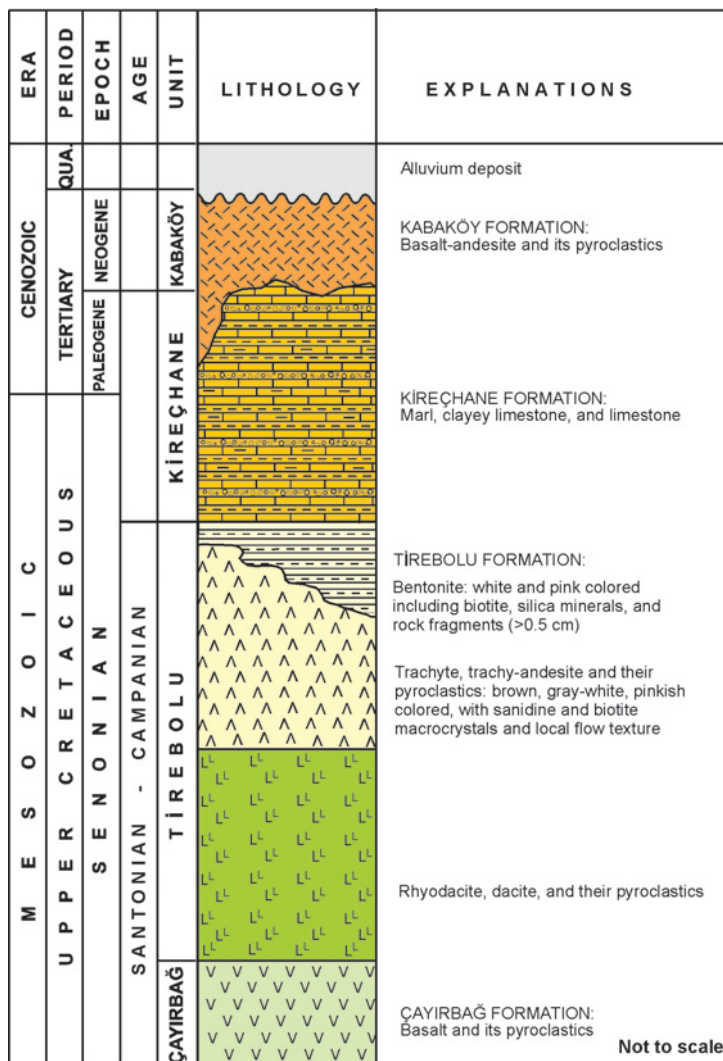 ERA
PERIOD
EPOCH
AGE
UNIT
LITHOLOGY
EXPLANATIONS
CENOZOIC
MESOZOIC
QUA.
TERTIARY
UPPER CRETACEOUS
NEOGENE
PALEOGENE
SENONIAN
SANTONIAN - CAMPANIAN
KABAKÖY
KİREÇHANE
TİREBOLU
ÇAYIRBAĞ
Alluvium deposit
KABAKÖY FORMATION:
Basalt-andesite and its pyroclastics
KİREÇHANE FORMATION:
Marl, clayey limestone, and limestone
TİREBOLU FORMATION:
Bentonite: white and pink colored
including biotite, silica minerals, and
rock fragments (>0.5 cm)
Trachyte, trachy-andesite and their
pyroclastics: brown, gray-white, pinkish
colored, with sanidine and biotite
macrocrystals and local flow texture
Rhyodacite, dacite, and their pyroclastics
ÇAYIRBAĞ FORMATION:
Basalt and its pyroclastics
Not to scale